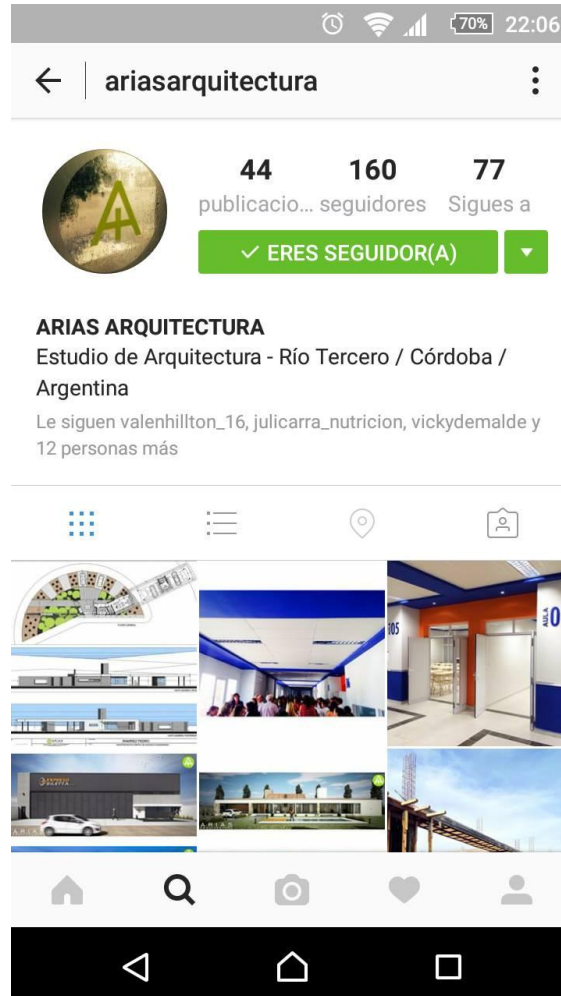 70% 22:06
ariasarquitectura
44 160 77
publicacio... seguidores Sigues a
ERES SEGUIDOR(A)
ARIAS ARQUITECTURA
Estudio de Arquitectura - Río Tercero / Córdoba /
Argentina
Le siguen valenhillton_16, julicarra_nutricion, vickydemalde y
12 personas más
105
AULA
ARIAS